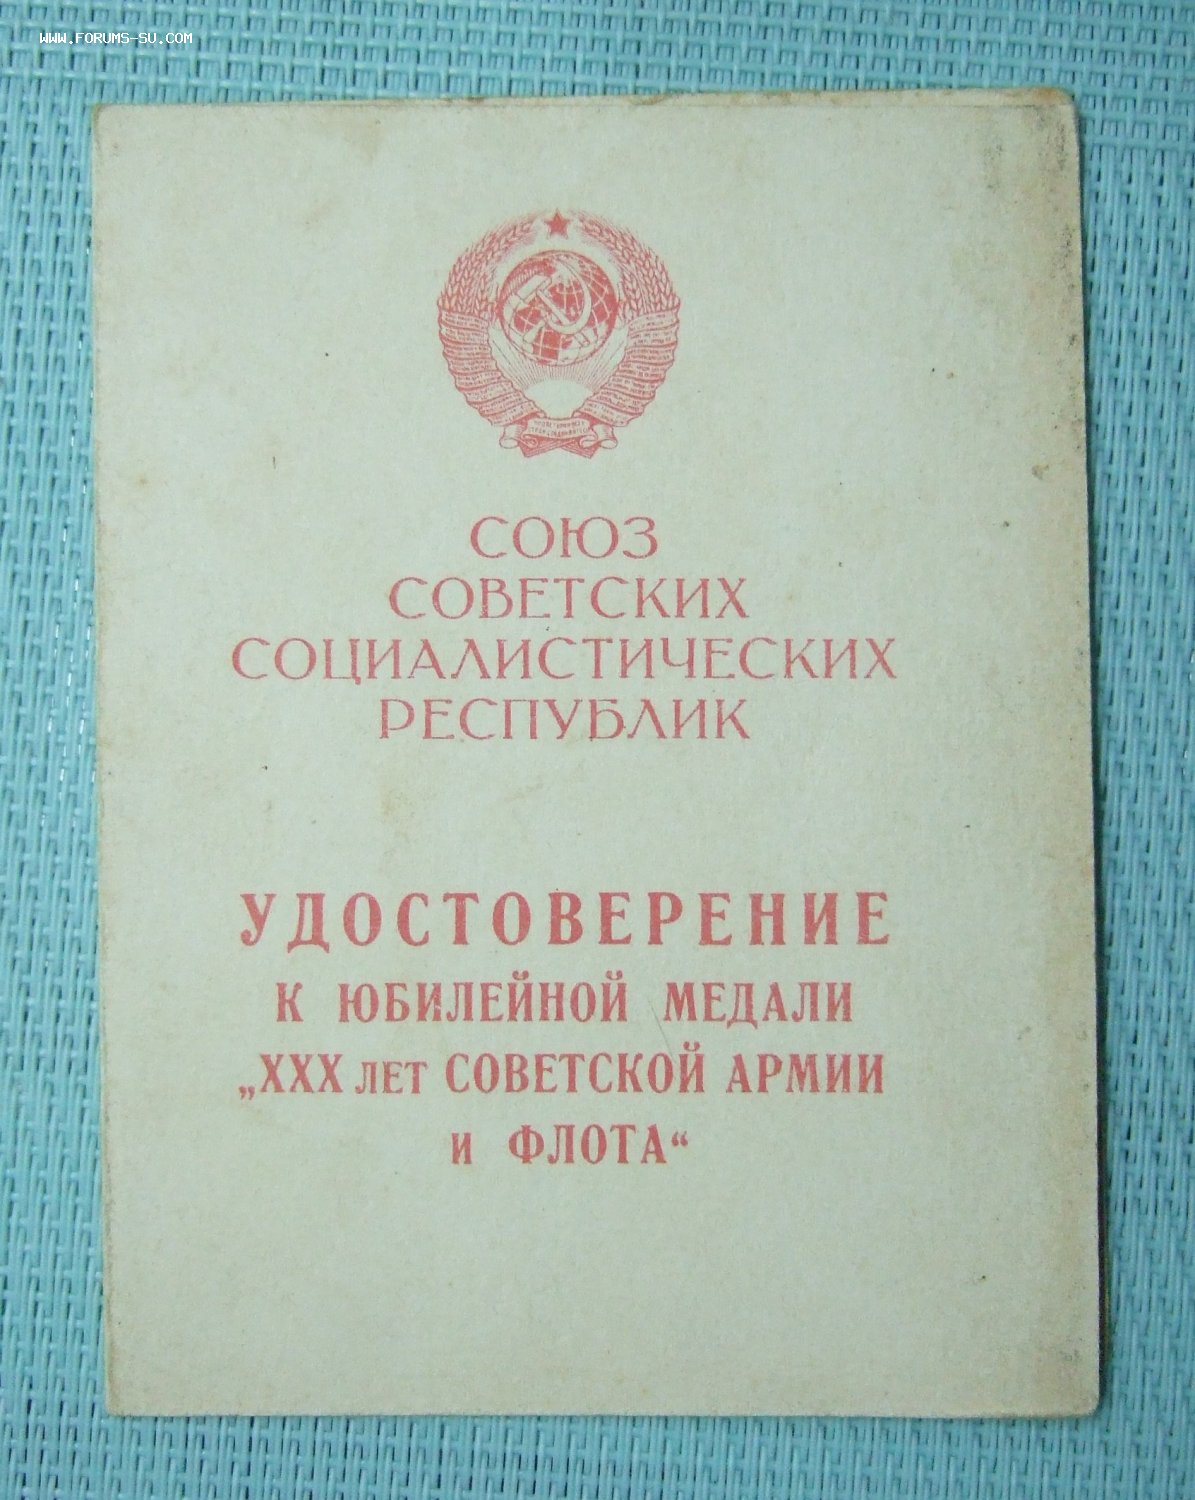 WWW.FORUMS-SU.COM
СОЮЗ
СОВЕТСКИХ
СОЦИАЛИСТИЧЕСКИХ
РЕСПУБЛИК
УДОСТОВЕРЕНИЕ
К ЮБИЛЕЙНОЙ МЕДАЛИ
„XXX ЛЕТ СОВЕТСКОЙ АРМИИ
И ФЛОТА“